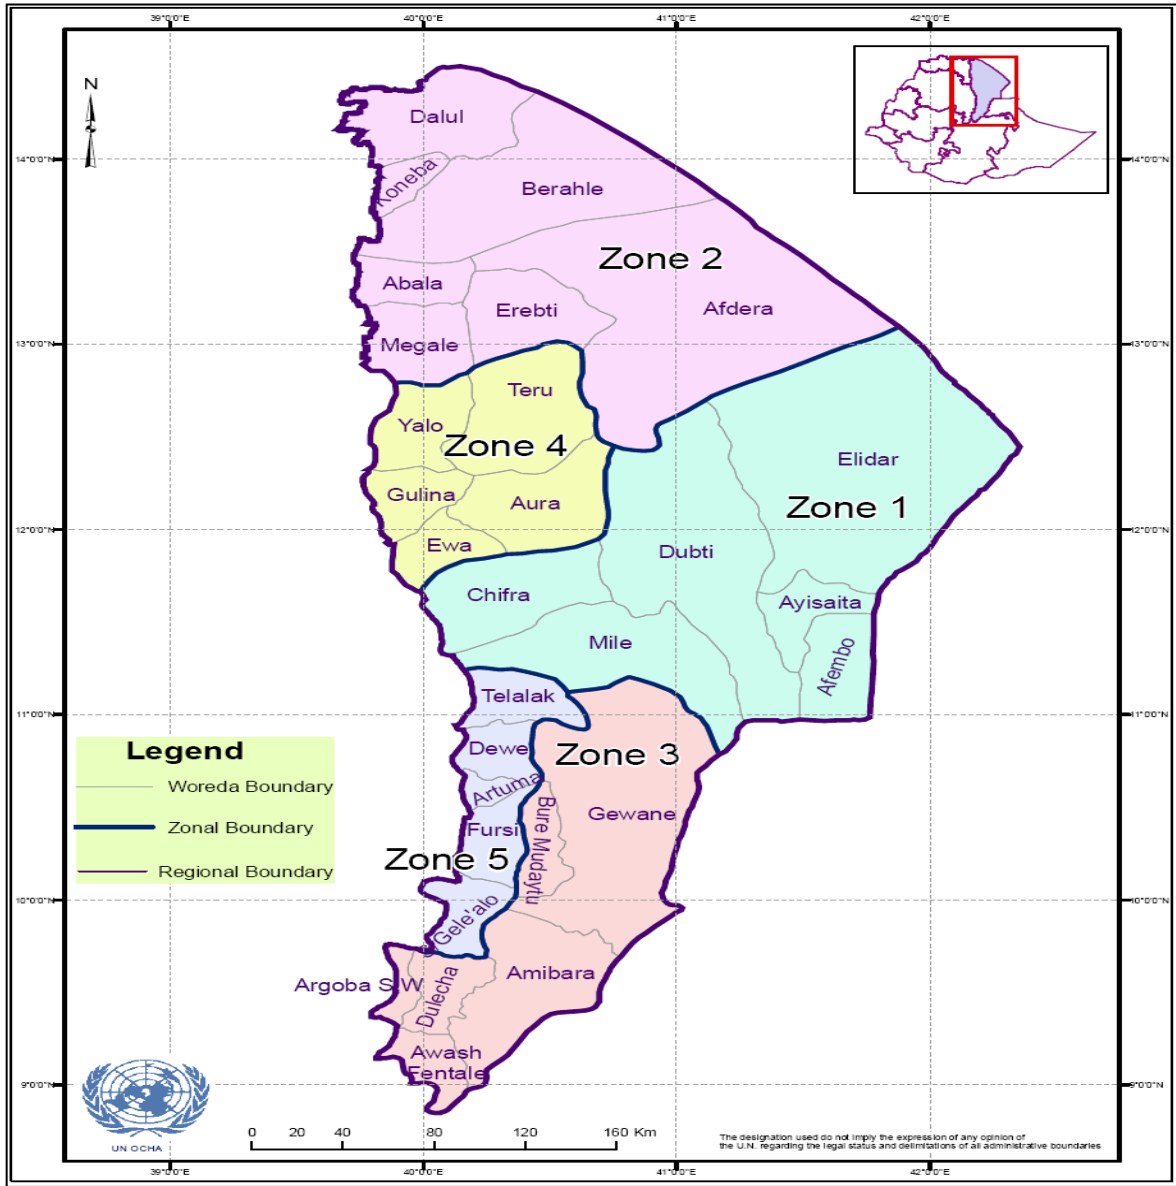 39°0'0"E 40°0'0"E 41°0'0"E 42°0'0"E
N
14°0'0"N 14°0'0"N
13°0'0"N 13°0'0"N
12°0'0"N 12°0'0"N
11°0'0"N 11°0'0"N
10°0'0"N 10°0'0"N
9°0'0"N 9°0'0"N
Dalul
Koneba
Berahle
Zone 2
Abala
Erebti
Afdera
Megale
Teru
Yalo
Zone 4
Elidar
Gulina
Aura
Zone 1
Ewa
Dubti
Chifra
Ayisaita
Mile
Afembo
Telalak
Dewe
Zone 3
Artuma
Bure Mudaytu
Gewane
Fursi
Zone 5
Gele'alo
Amibara
Argoba S.W
Dulecha
Awash
Fentale
Legend
Woreda Boundary
Zonal Boundary
Regional Boundary
UN OCHA
0 20 40 80 120 160 Km
The designation used do not imply the expression of any opinion of
the U.N. regarding the legal status and delimitations of all administrative boundaries
39°0'0"E 40°0'0"E 41°0'0"E 42°0'0"E